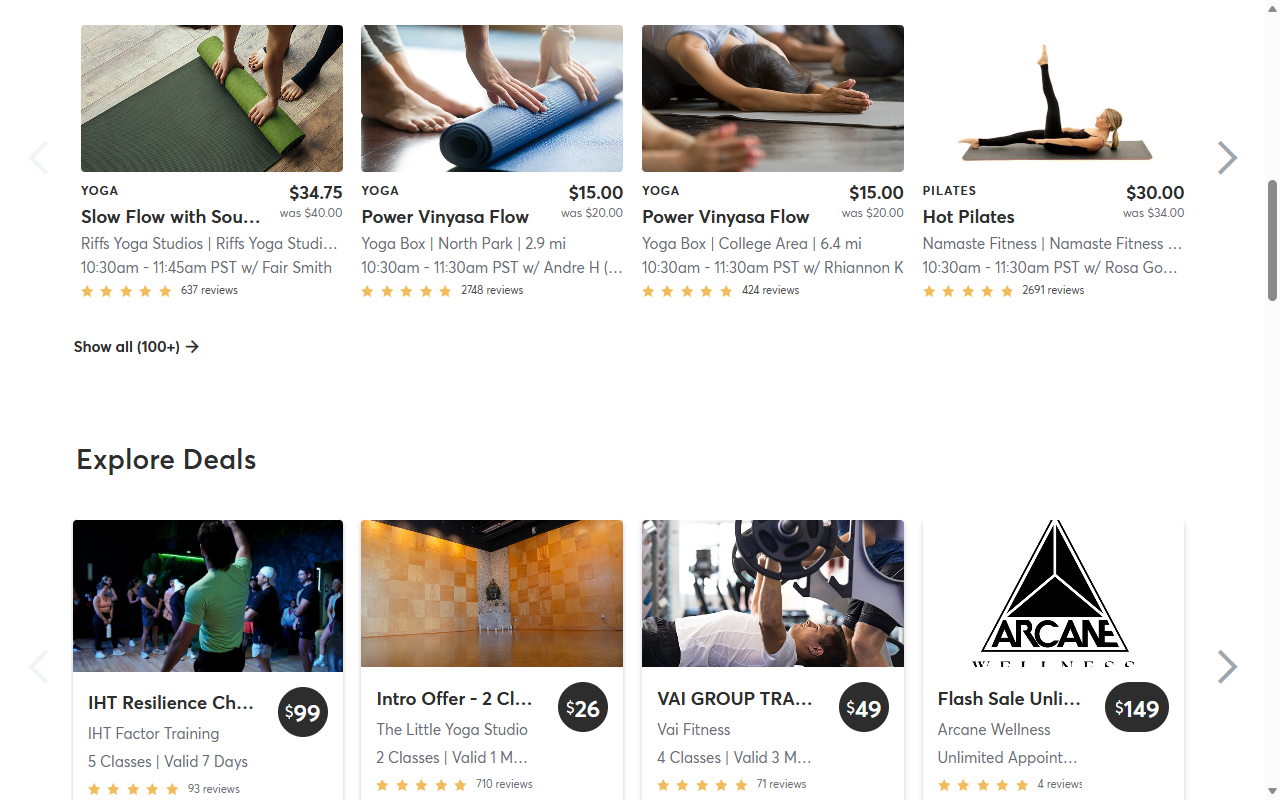 YOGA
$34.75
Slow Flow with Sou...
was $40.00
Riffs Yoga Studios | Riffs Yoga Studi...
10:30am - 11:45am PST w/ Fair Smith
637 reviews
YOGA
$15.00
Power Vinyasa Flow
was $20.00
Yoga Box | North Park | 2.9 mi
10:30am - 11:30am PST w/ Andre H (...
2748 reviews
YOGA
$15.00
Power Vinyasa Flow
was $20.00
Yoga Box | College Area | 6.4 mi
10:30am - 11:30am PST w/ Rhiannon K
424 reviews
PILATES
$30.00
Hot Pilates
was $34.00
Namaste Fitness | Namaste Fitness ...
10:30am - 11:30am PST w/ Rosa Go...
2691 reviews
Show all (100+)
Explore Deals
IHT Resilience Ch...
$99
IHT Factor Training
5 Classes | Valid 7 Days
93 reviews
Intro Offer - 2 Cl...
$26
The Little Yoga Studio
2 Classes | Valid 1 M...
710 reviews
VAI GROUP TRA...
$49
Vai Fitness
4 Classes | Valid 3 M...
71 reviews
ARCANE
WELLNESS
Flash Sale Unli...
$149
Arcane Wellness
Unlimited Appoint...
4 reviews